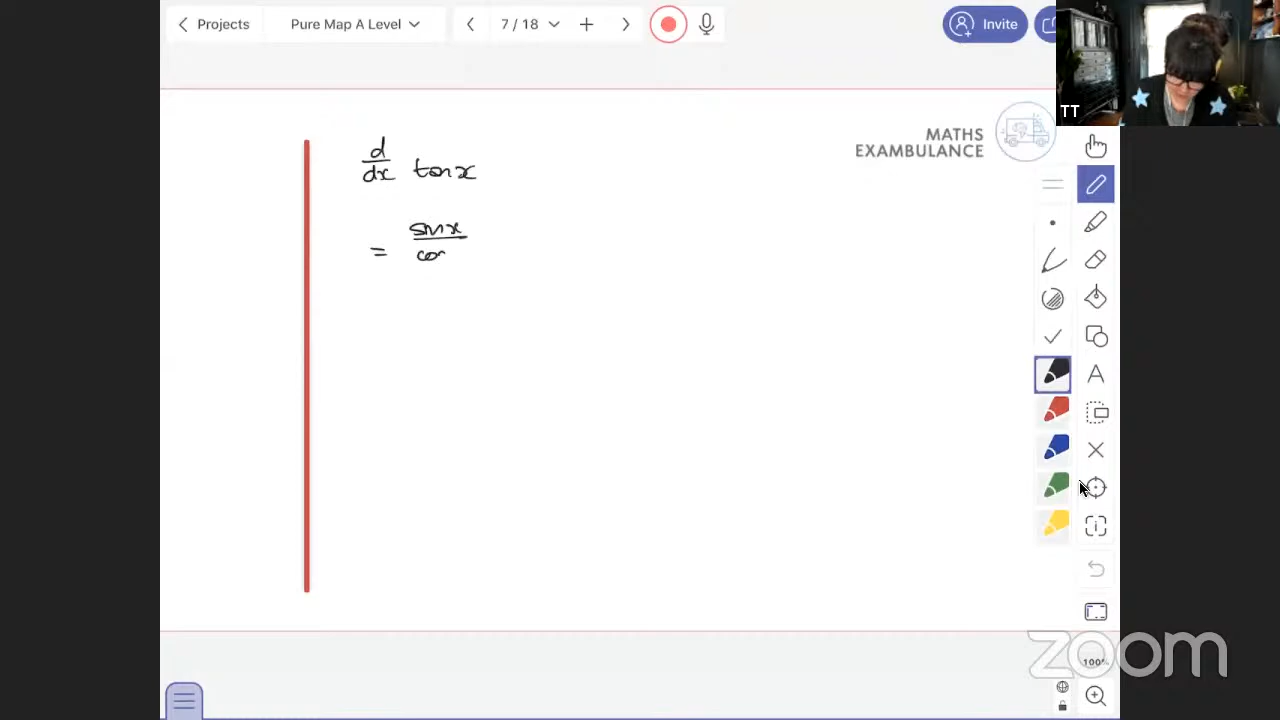 Projects
Pure Map A Level
7 / 18
Invite
TT
MATHS
EXAMBULANCE
d/dx tan x
= sin x / cos
A
100%
zoom